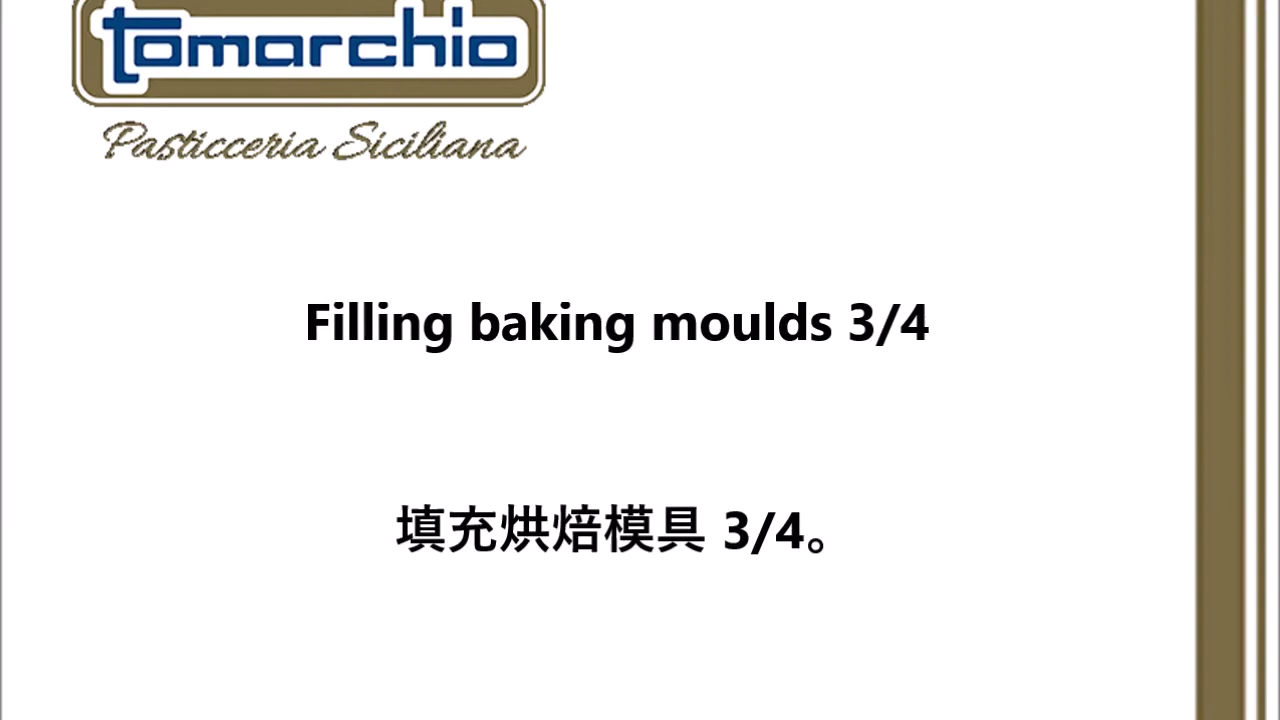 tomarchio
Pasticceria Siciliana
Filling baking moulds 3/4
填充烘焙模具 3/4。